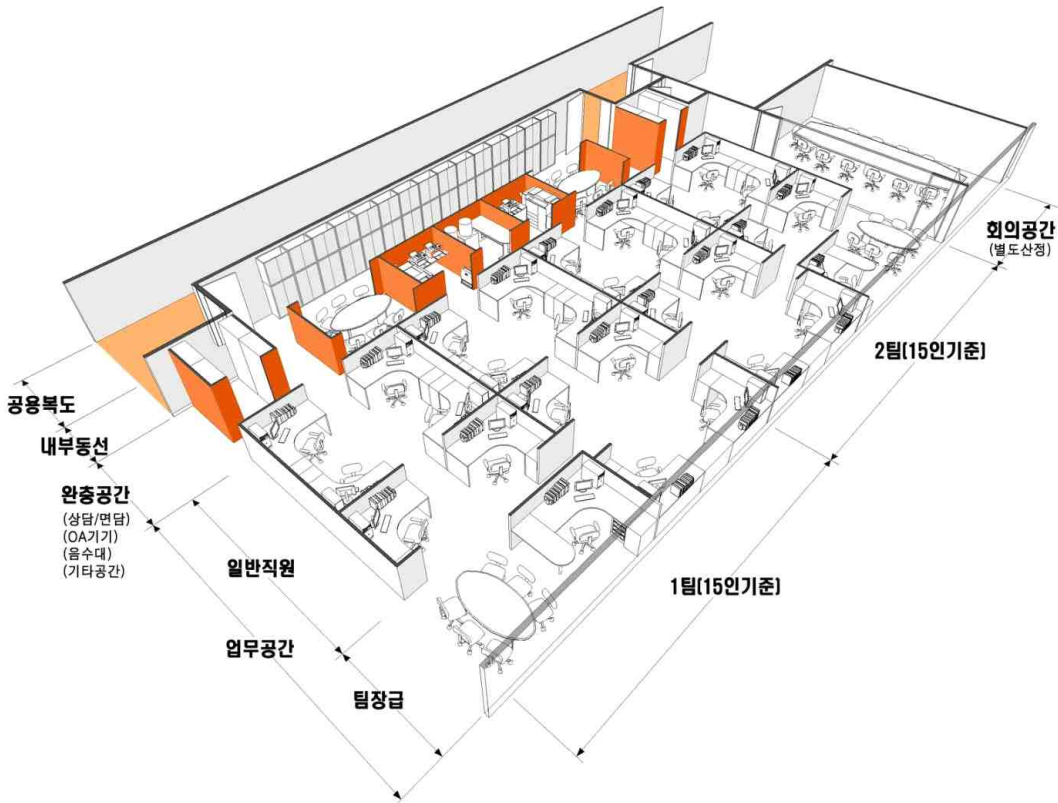 회의공간
(별도산정)
2팀(15인기준)
공용복도
내부동선
완충공간
(상담/면담)
(OA기기)
(음수대)
(기타공간)
일반직원
1팀(15인기준)
업무공간
팀장급